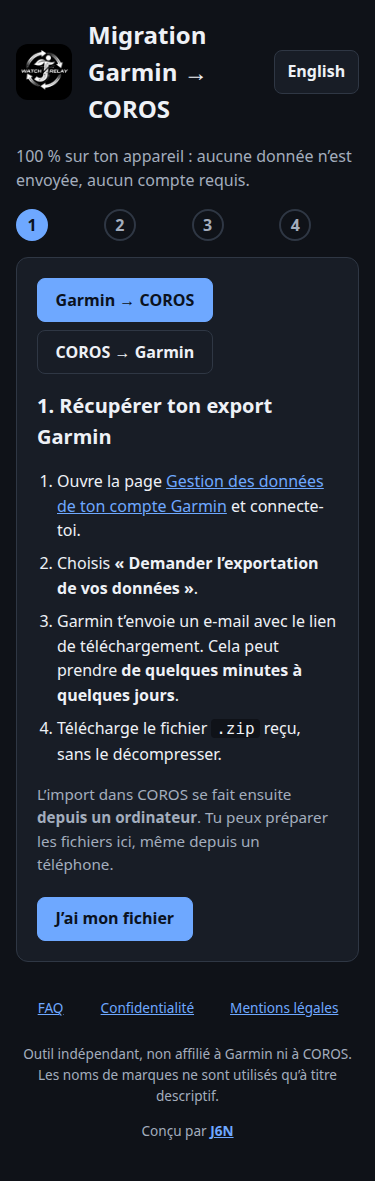 Migration
Garmin →
COROS
WATCH RELAY
English
100 % sur ton appareil : aucune donnée n’est
envoyée, aucun compte requis.
1 2 3 4
Garmin → COROS
COROS → Garmin
1. Récupérer ton export
Garmin
1. Ouvre la page Gestion des données
de ton compte Garmin et connecte-
toi.
2. Choisis « Demander l’exportation
de vos données ».
3. Garmin t’envoie un e-mail avec le lien
de téléchargement. Cela peut
prendre de quelques minutes à
quelques jours.
4. Télécharge le fichier .zip reçu,
sans le décompresser.
L’import dans COROS se fait ensuite
depuis un ordinateur. Tu peux préparer
les fichiers ici, même depuis un
téléphone.
J’ai mon fichier
FAQ Confidentialité Mentions légales
Outil indépendant, non affilié à Garmin ni à COROS.
Les noms de marques ne sont utilisés qu’à titre
descriptif.
Conçu par J6N